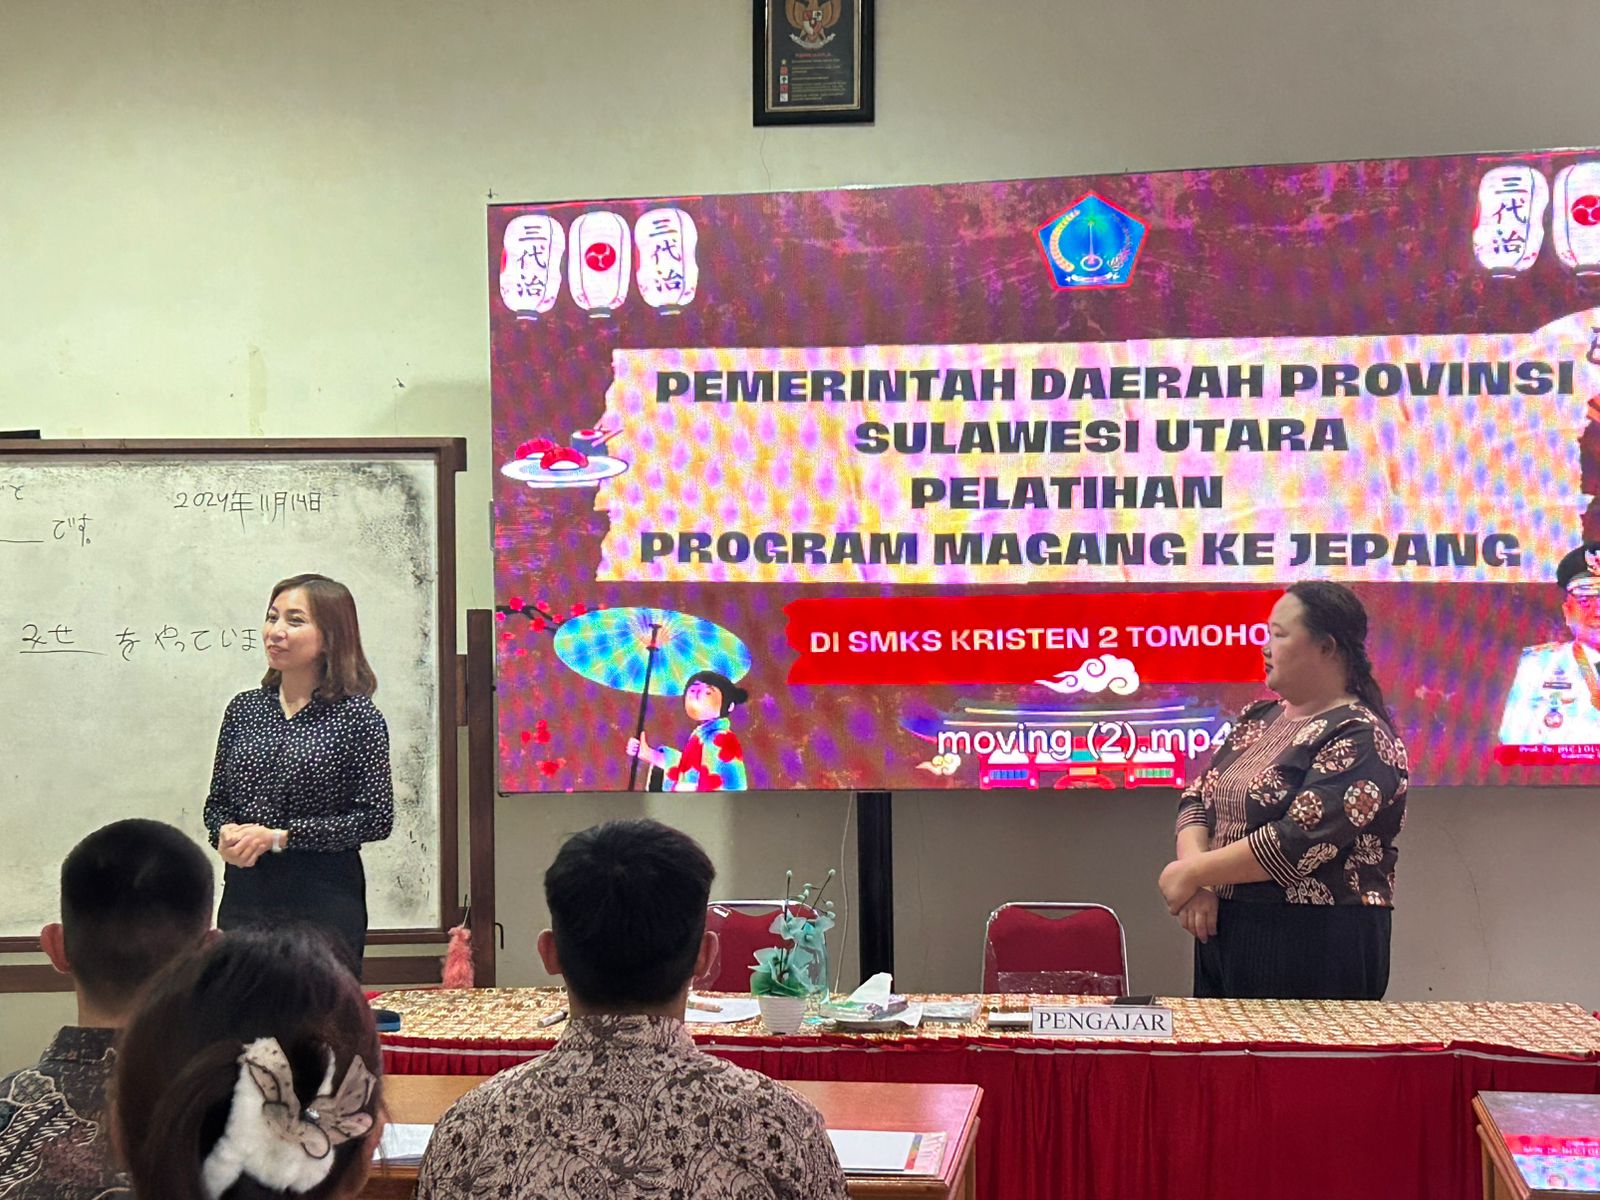 三代治
三代治
三代治
PEMERINTAH DAERAH PROVINSI
SULAWESI UTARA
PELATIHAN
PROGRAM MAGANG KE JEPANG
DI SMKS KRISTEN 2 TOMOHO
moving (2).mp4
2024年11月14日
です。
みせ をやっていま
PENGAJAR